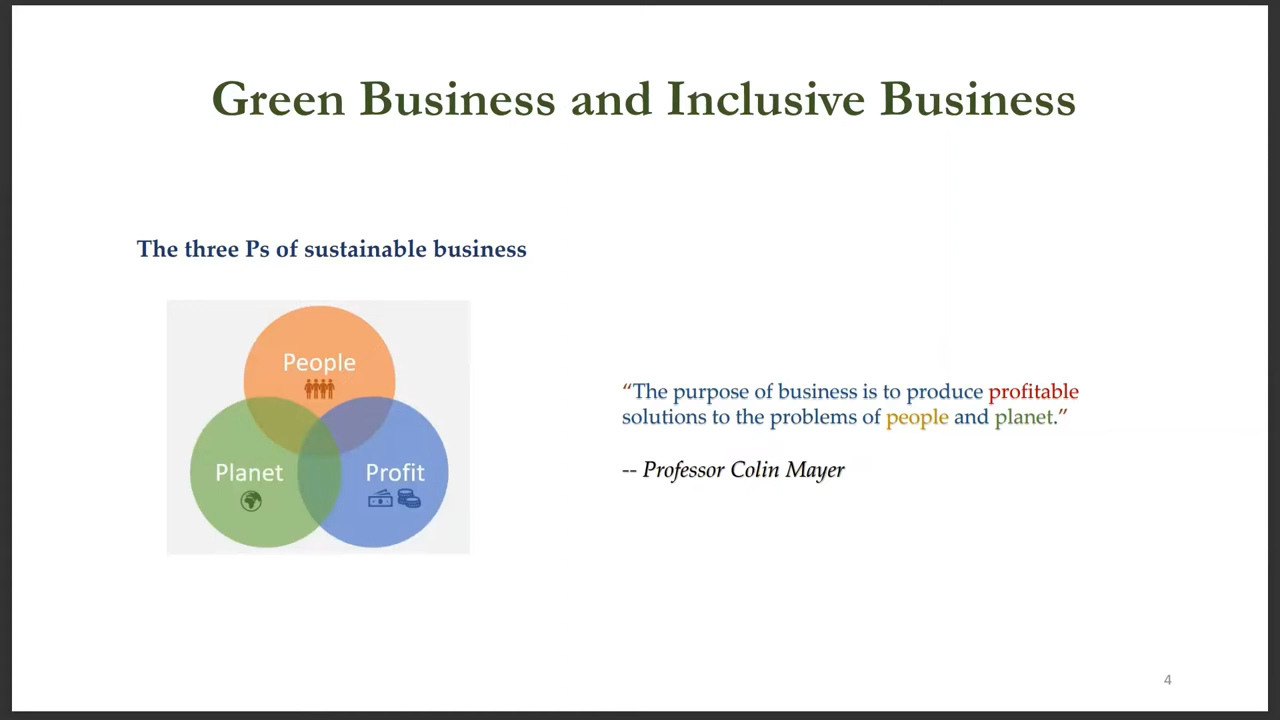 Green Business and Inclusive Business
The three Ps of sustainable business
People
Planet
Profit
“The purpose of business is to produce profitable
solutions to the problems of people and planet.”
-- Professor Colin Mayer
4